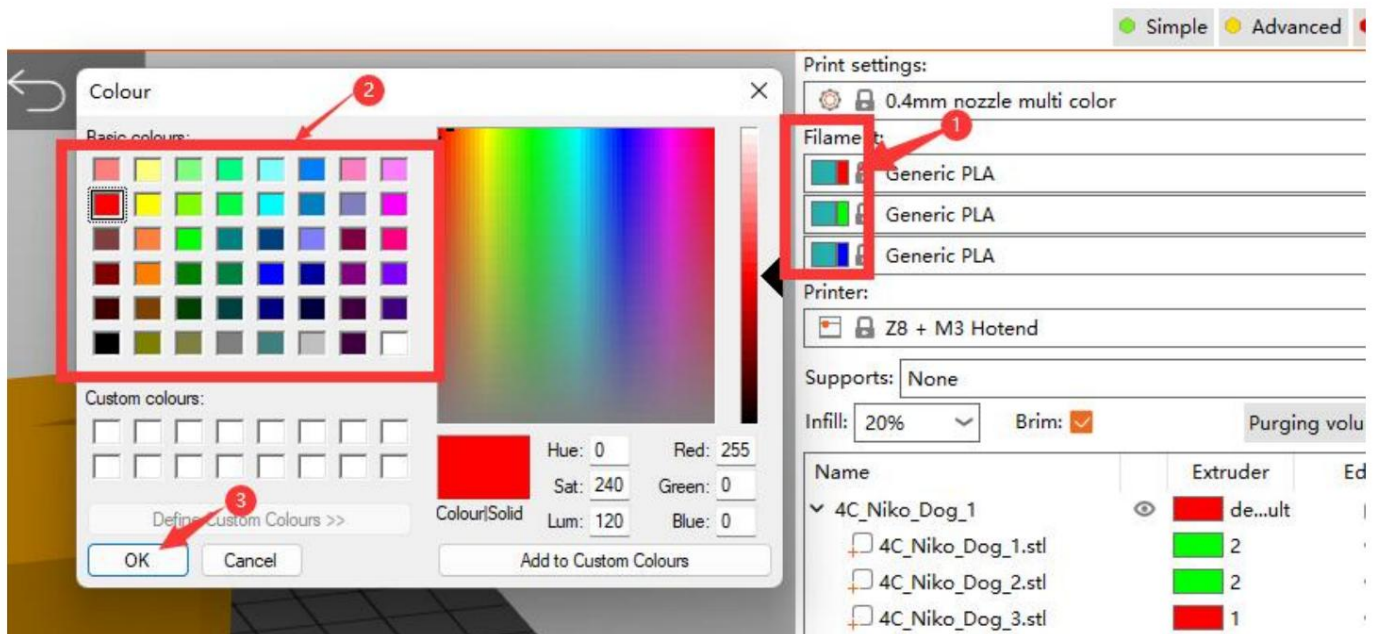 Simple Advanced
Print settings:
0.4mm nozzle multi color
Filament:
Generic PLA
Generic PLA
Generic PLA
Printer:
Z8 + M3 Hotend
Supports: None
Infill: 20% Brim: Purging volu
Name Extruder Ed
4C_Niko_Dog_1 de...ult
4C_Niko_Dog_1.stl 2
4C_Niko_Dog_2.stl 2
4C_Niko_Dog_3.stl 1
1
Colour
2
Basic colours:
Custom colours:
3
Define Custom Colours >>
OK Cancel
Colour|Solid
Hue: 0 Red: 255
Sat: 240 Green: 0
Lum: 120 Blue: 0
Add to Custom Colours